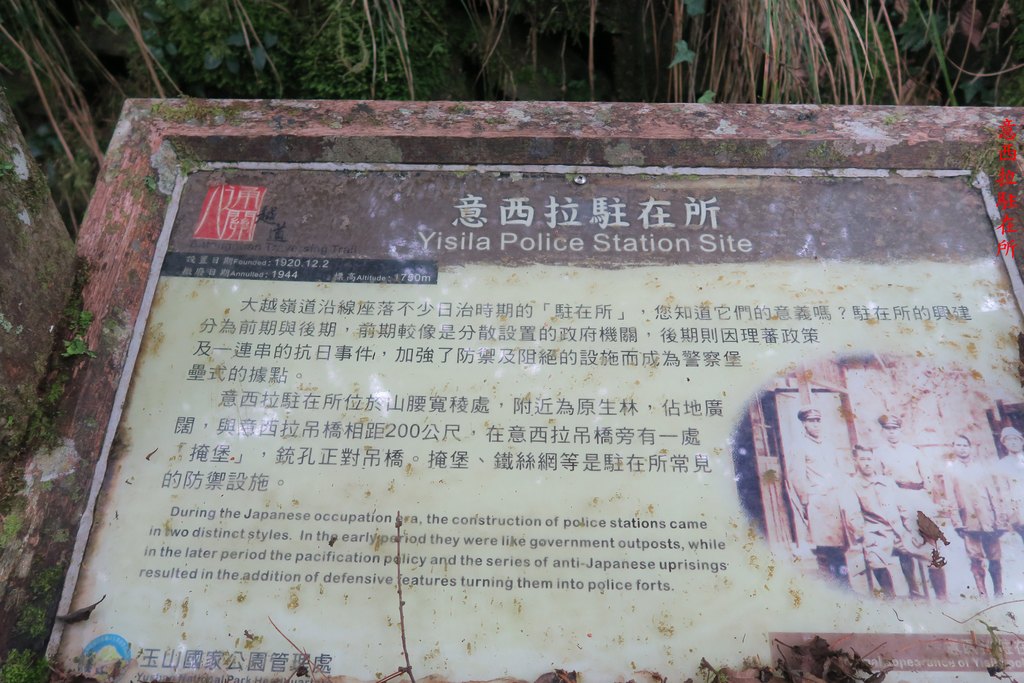 意西拉駐在所
Yisila Police Station Site
八通關越嶺道
設置日期Founded: 1920.12.2
撤廢日期Annulled: 1944 標高Altitude: 1790m
大越嶺道沿線座落不少日治時期的「駐在所」，您知道它們的意義嗎？駐在所的興建
分為前期與後期，前期較像是分散設置的政府機關，後期則因理蕃政策
及一連串的抗日事件，加強了防禦及阻絕的設施而成為警察堡
壘式的據點。
意西拉駐在所位於山腰寬稜處，附近為原生林，佔地廣
闊，與意西拉吊橋相距200公尺，在意西拉吊橋旁有一處
「掩堡」，銃孔正對吊橋。掩堡、鐵絲網等是駐在所常見
的防禦設施。
During the Japanese occupation era, the construction of police stations came
in two distinct styles. In the early period they were like government outposts, while
in the later period the pacification policy and the series of anti-Japanese uprisings
resulted in the addition of defensive features turning them into police forts.
玉山國家公園管理處
Yushan National Park Headquarters
appearance of Yisila
意西拉駐在所